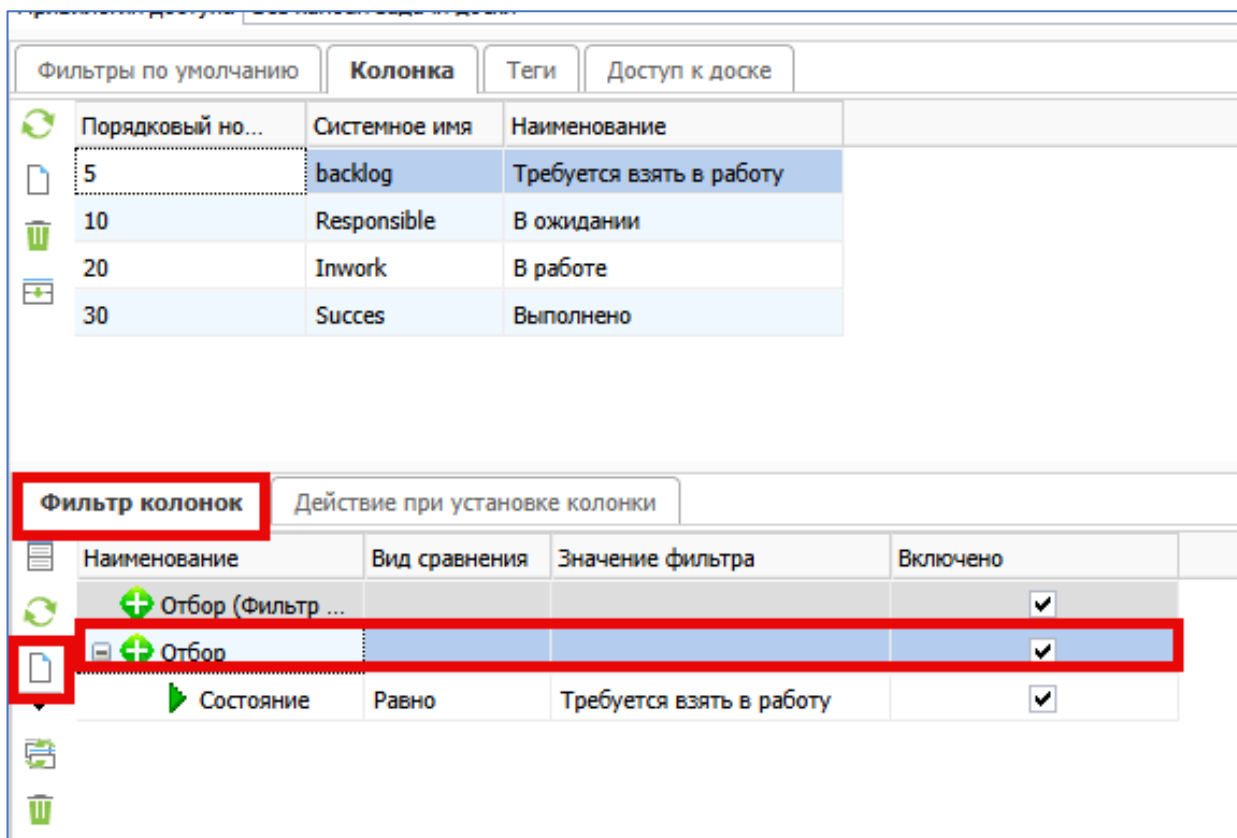 Фильтры по умолчанию Колонка Теги Доступ к доске
Порядковый но... Системное имя Наименование
5 backlog Требуется взять в работу
10 Responsible В ожидании
20 Inwork В работе
30 Succes Выполнено
Фильтр колонок Действие при установке колонки
Наименование Вид сравнения Значение фильтра Включено
Отбор (Фильтр ...
Отбор
Состояние Равно Требуется взять в работу